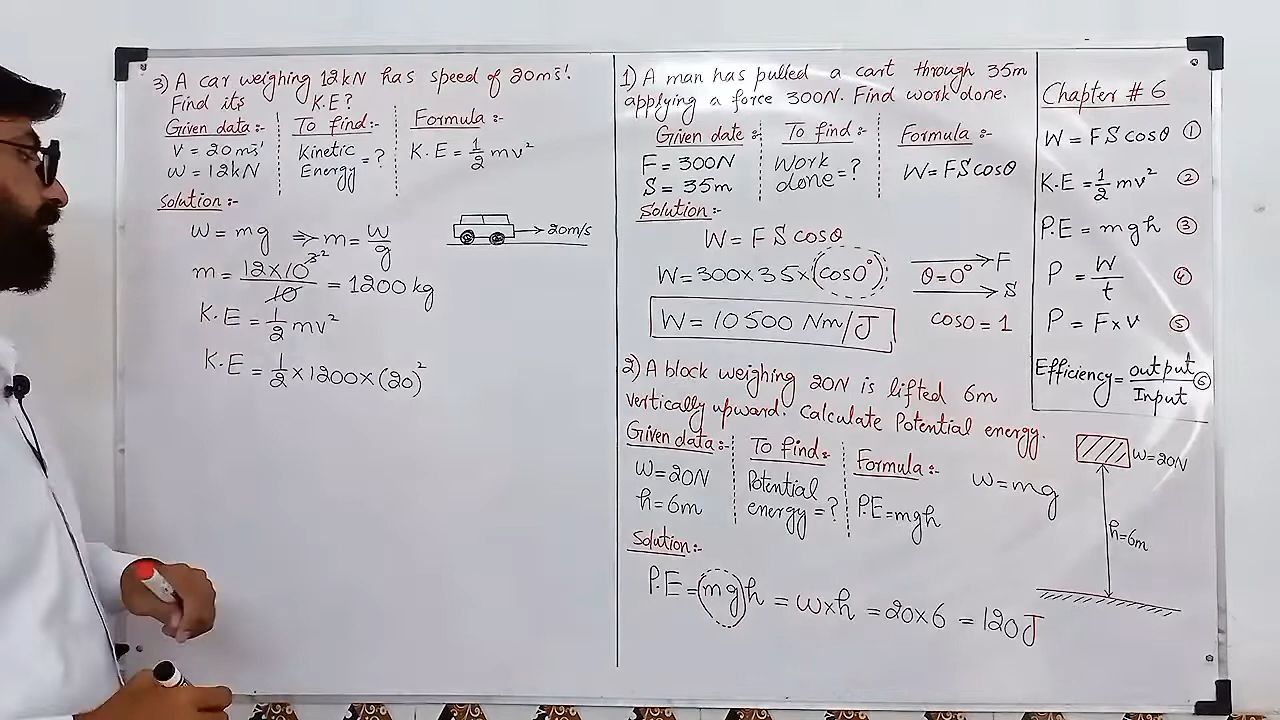 3) A car weighing 12kN has speed of 20ms⁻¹.
Find its K.E?
Given data:-
V = 20ms⁻¹
w = 12kN
To find:-
Kinetic
Energy = ?
Formula:-
K.E = 1/2 mv²
Solution:-
w = mg ⇒ m = w/g
m = 12×10³ ² / 10 = 1200 kg
20m/s
K.E = 1/2 mv²
K.E = 1/2 × 1200 × (20)²
1) A man has pulled a cart through 35m
applying a force 300N. Find work done.
Given date:-
F = 300N
S = 35m
To find:-
Work
done = ?
Formula:-
W = FS cosθ
Solution:-
W = F S cosθ
W = 300 × 35 × (cos0°)
W = 10500 Nm/J
F
θ = 0°
S
cos0 = 1
2) A block weighing 20N is lifted 6m
vertically upward. Calculate Potential energy.
Given data:-
w = 20N
h = 6m
To find:-
Potential
energy = ?
Formula:-
P.E = mgh
w = mg
w = 20N
h = 6m
Solution:-
P.E = mgh = w×h = 20×6 = 120J
Chapter # 6
W = FS cosθ ①
K.E = 1/2 mv² ②
P.E = mgh ③
P = W/t ④
P = F×v ⑤
Efficiency = output/Input ⑥